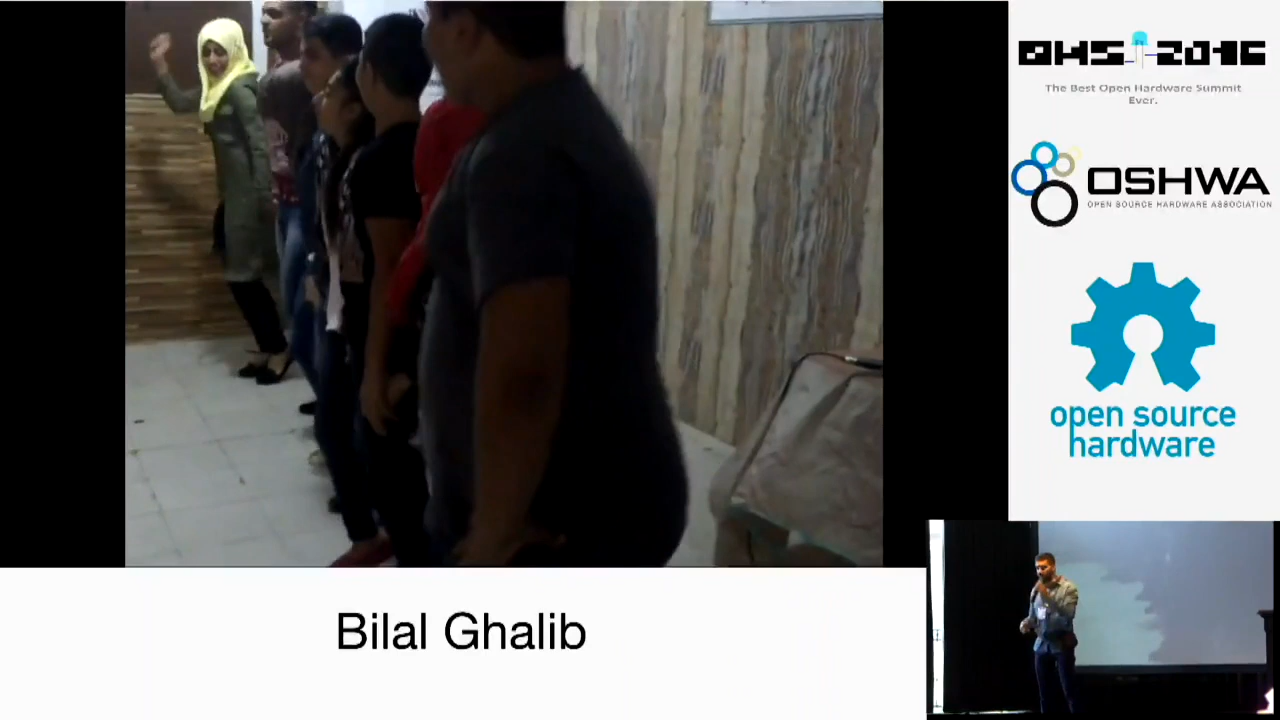 OHS 2016
The Best Open Hardware Summit
Ever.
OSHWA
OPEN SOURCE HARDWARE ASSOCIATION
open source
hardware
Bilal Ghalib